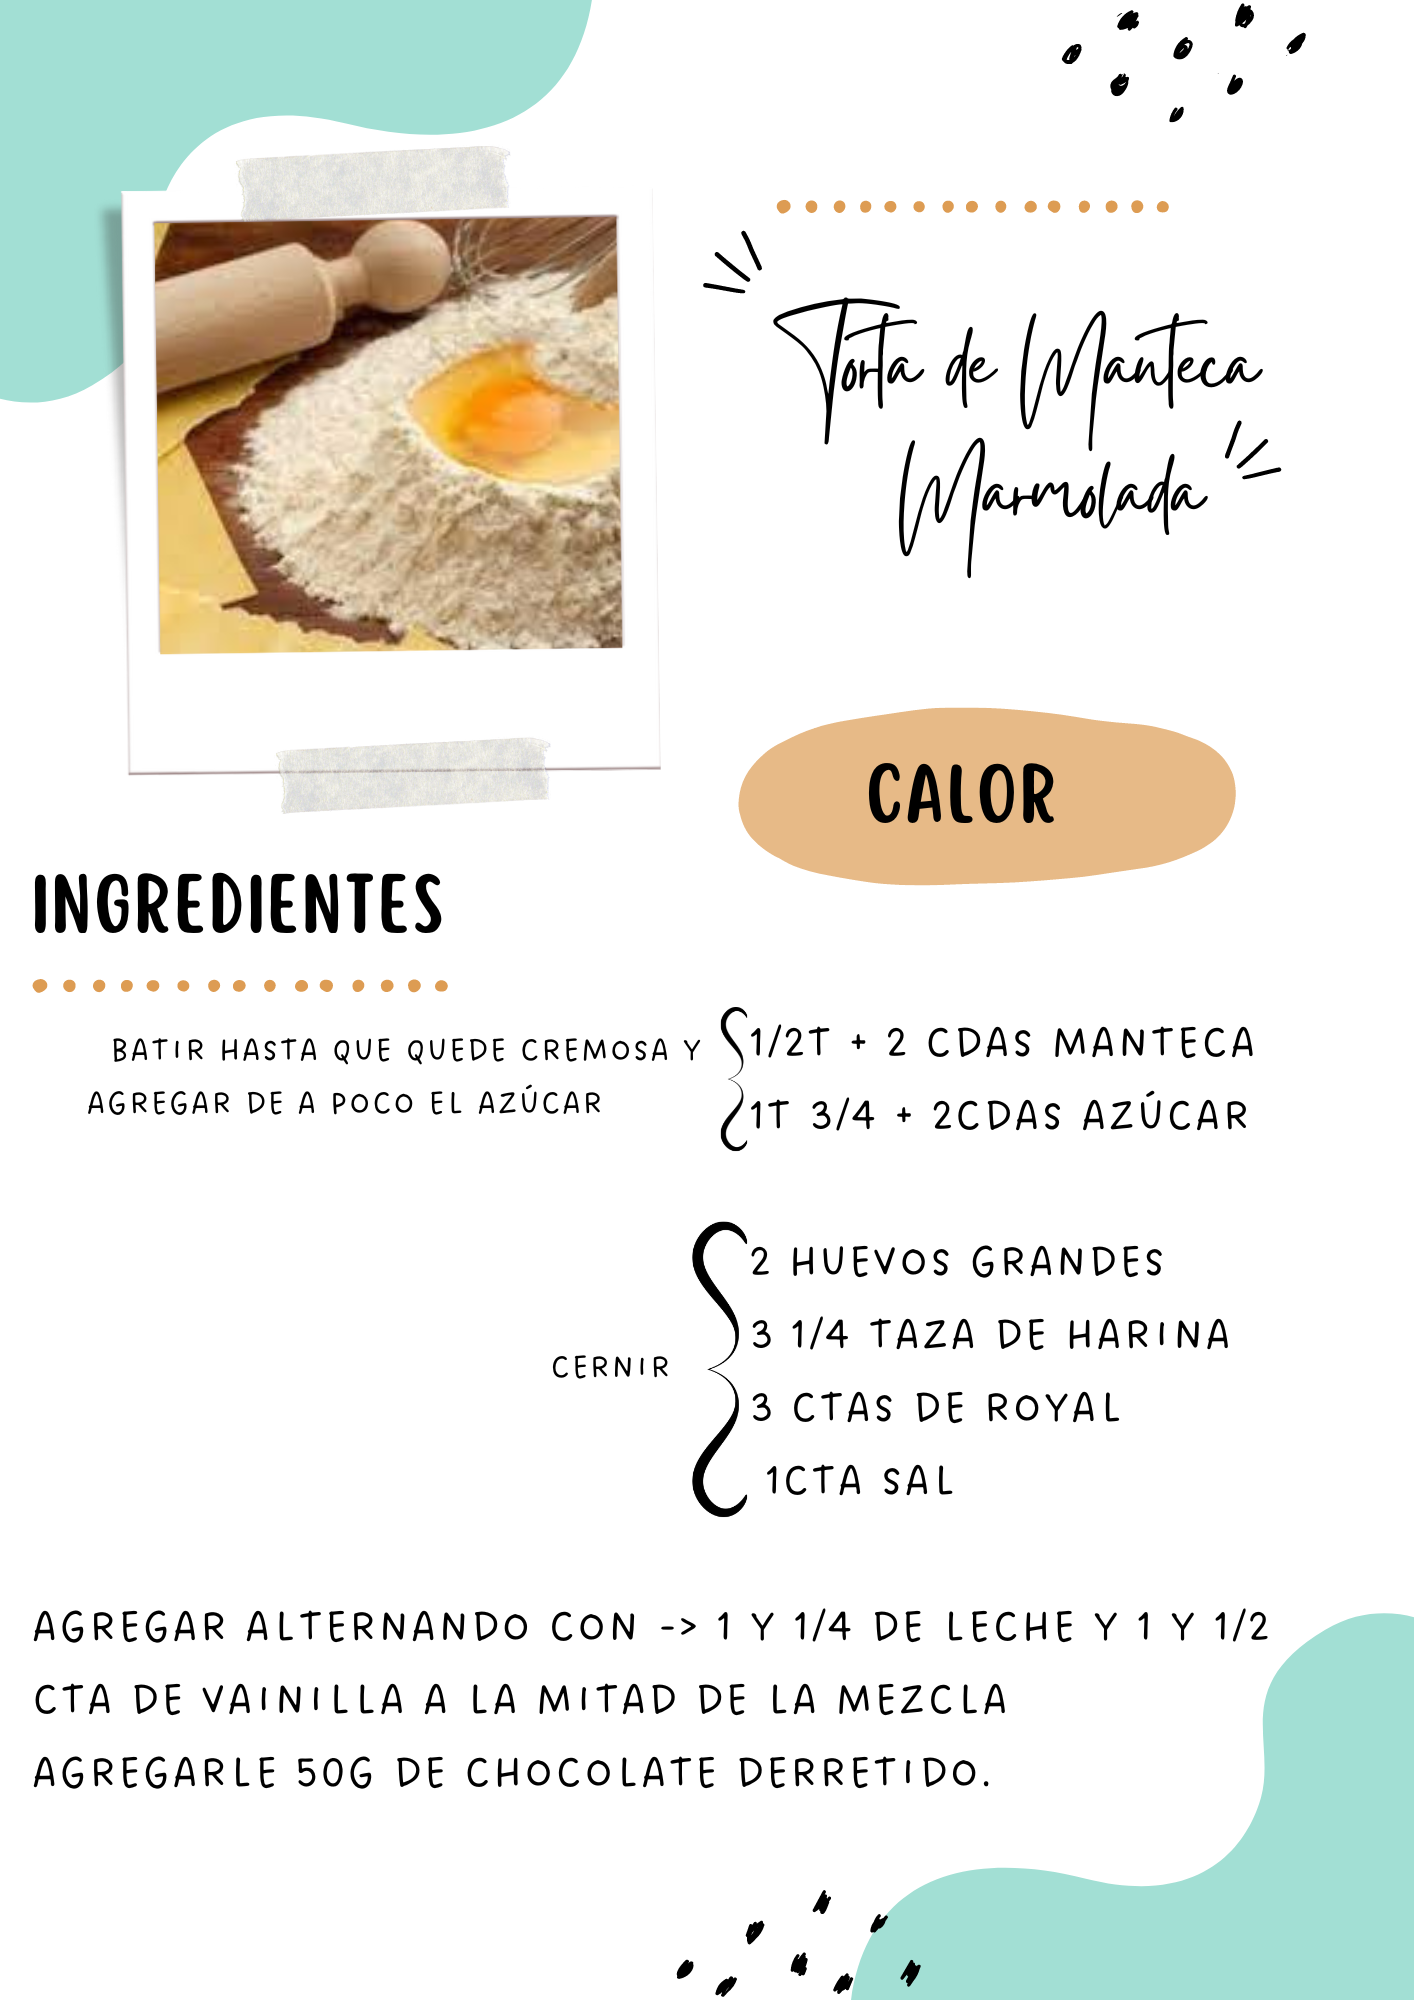 Torta de Manteca
Marmolada
CALOR
INGREDIENTES
BATIR HASTA QUE QUEDE CREMOSA Y
AGREGAR DE A POCO EL AZÚCAR
1/2T + 2 CDAS MANTECA
1T 3/4 + 2CDAS AZÚCAR
CERNIR
2 HUEVOS GRANDES
3 1/4 TAZA DE HARINA
3 CTAS DE ROYAL
1CTA SAL
AGREGAR ALTERNANDO CON -> 1 Y 1/4 DE LECHE Y 1 Y 1/2
CTA DE VAINILLA A LA MITAD DE LA MEZCLA
AGREGARLE 50G DE CHOCOLATE DERRETIDO.